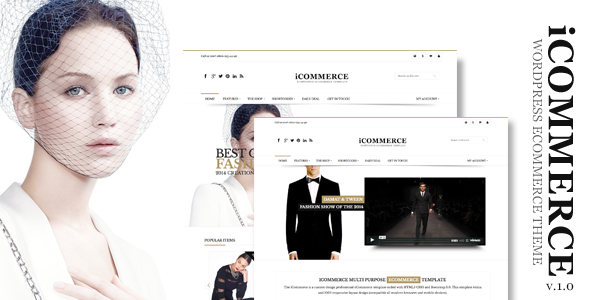 iCOMMERCE
HOME FEATURES THE SHOP SHORTCODES DAILY DEAL GET IN TOUCH MY ACCOUNT
BEST O
FASH
2014 CREATION
POPULAR ITEMS
iCOMMERCE
HOME FEATURES THE SHOP SHORTCODES DAILY DEAL GET IN TOUCH MY ACCOUNT
DAMAT & TWEEN
FASHION SHOW OF THE 2014
vimeo
iCOMMERCE MULTI PURPOSE ECOMMERCE TEMPLATE
iCOMMERCE
WORDPRESS ECOMMERCE THEME
v.1.0